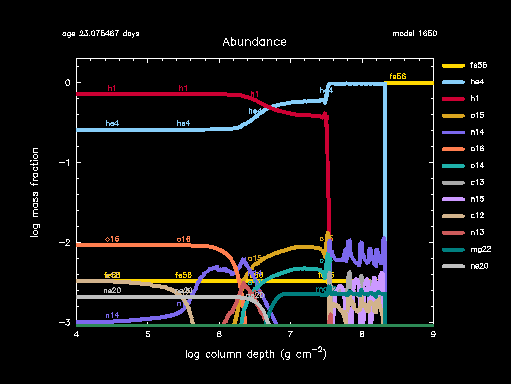 age 23.075467 days
model 1650
Abundance
log mass fraction
0
−1
−2
−3
4
5
6
7
8
9
log column depth (g cm−2)
h1
h1
h1
he4
he4
he4
he4
fe56
o16
o16
fe56
fe56
ne20
ne20
n14
fe56
he4
h1
o15
n14
o16
o14
c13
n15
c12
n13
mg22
ne20